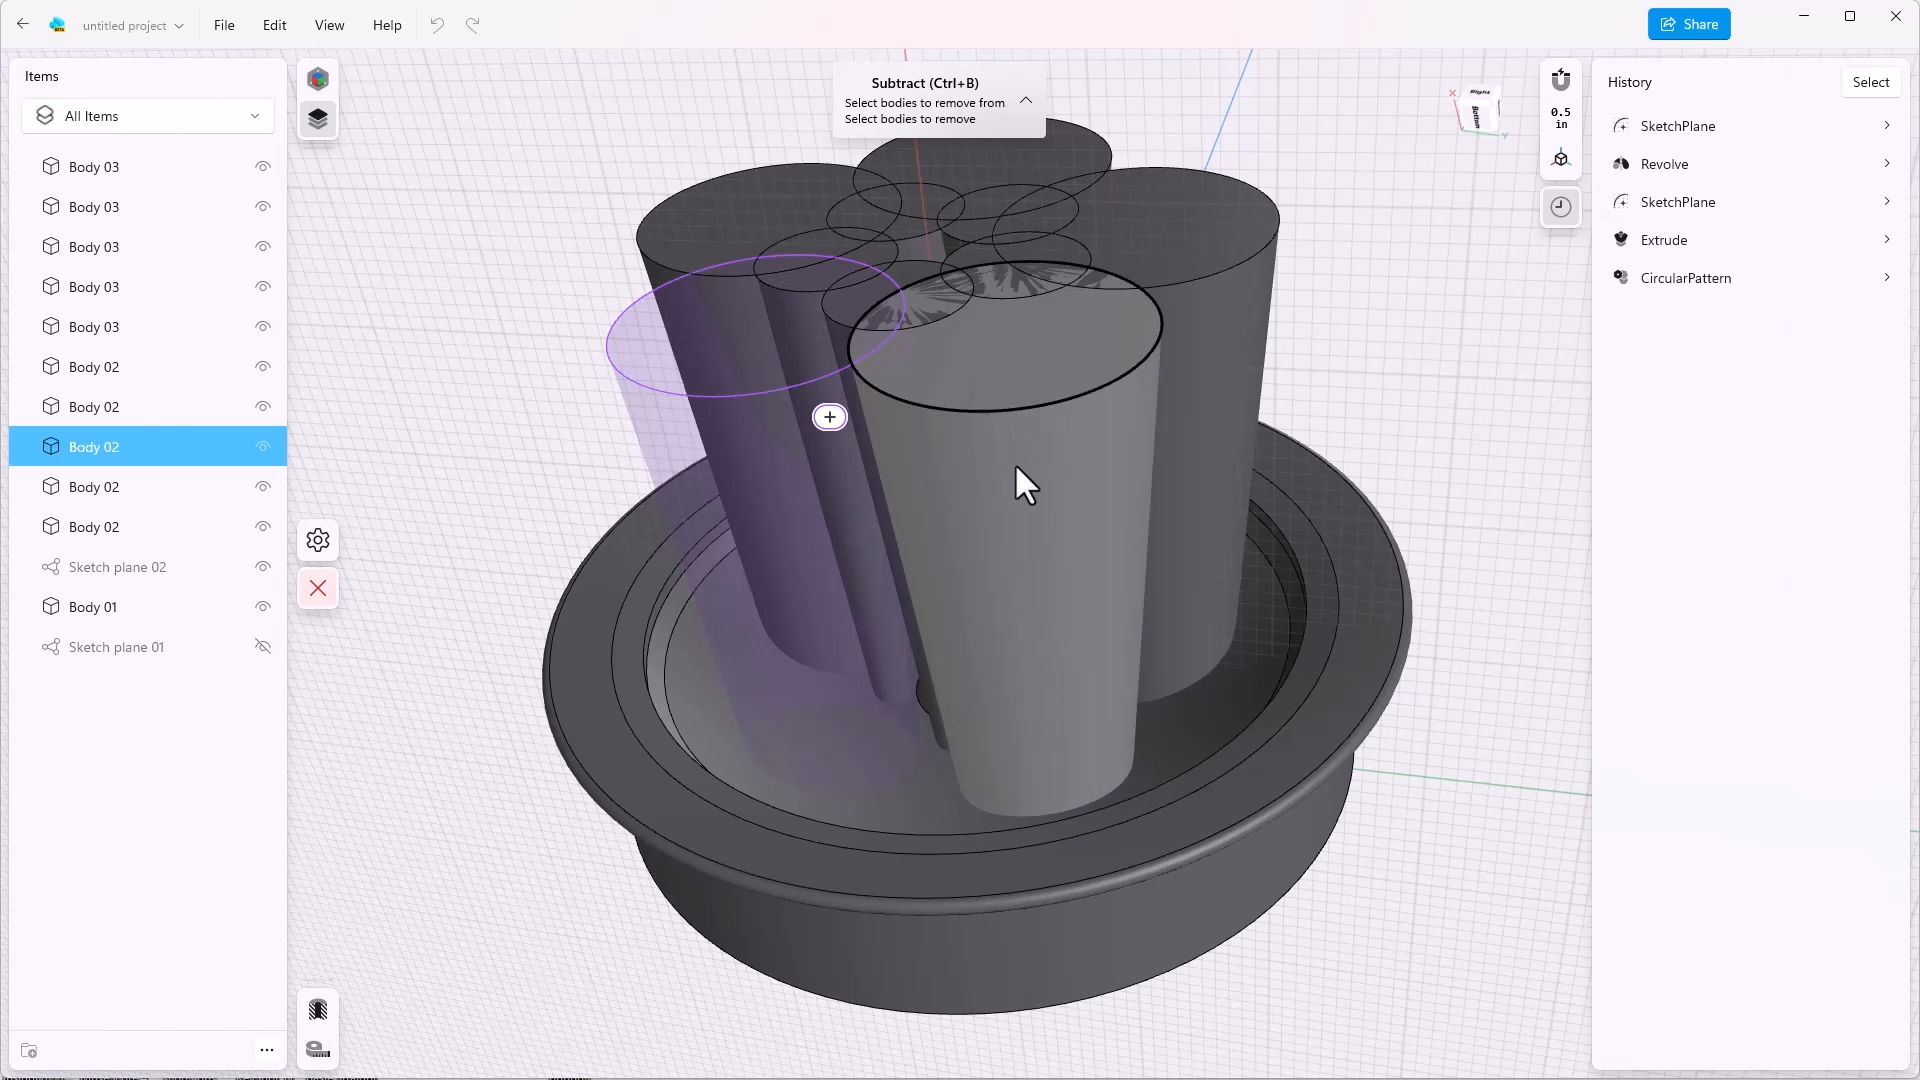 untitled project
File
Edit
View
Help
Share
Items
All Items
Body 03
Body 03
Body 03
Body 03
Body 03
Body 02
Body 02
Body 02
Body 02
Body 02
Sketch plane 02
Body 01
Sketch plane 01
Subtract (Ctrl+B)
Select bodies to remove from
Select bodies to remove
Right
Bottom
X
Y
0.5
in
History
Select
SketchPlane
Revolve
SketchPlane
Extrude
CircularPattern